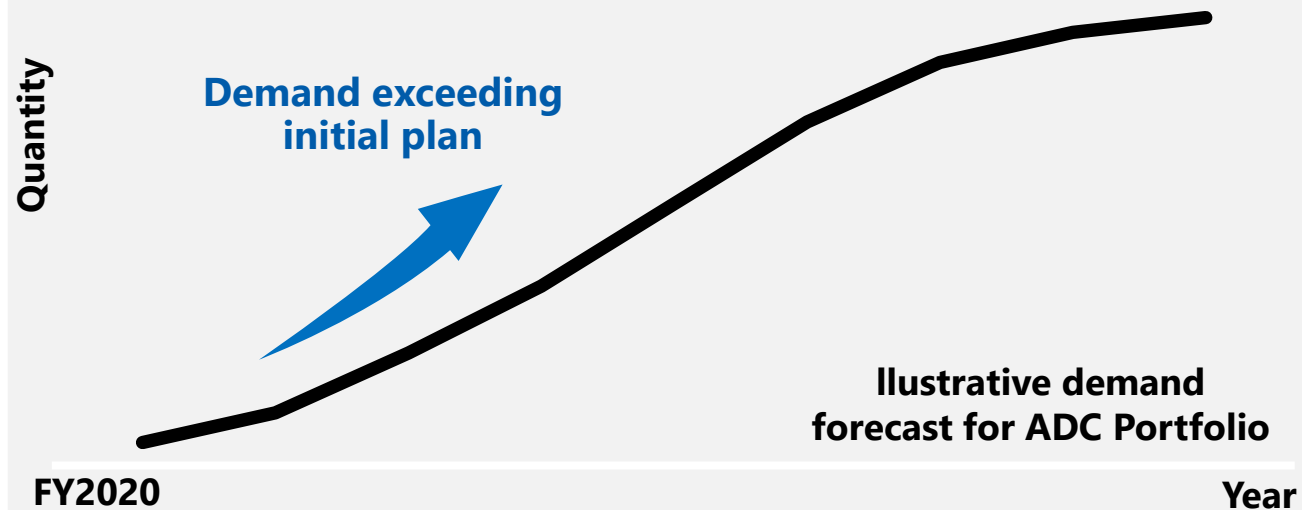 Quantity
Demand exceeding
initial plan
llustrative demand
forecast for ADC Portfolio
FY2020
Year